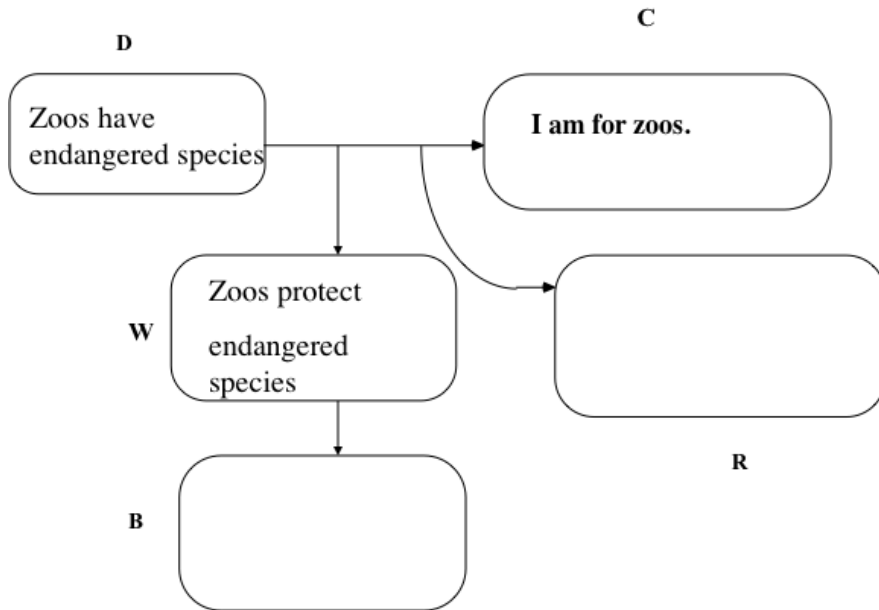 C
D
Zoos have
endangered species
I am for zoos.
Zoos protect
endangered
species
W
R
B